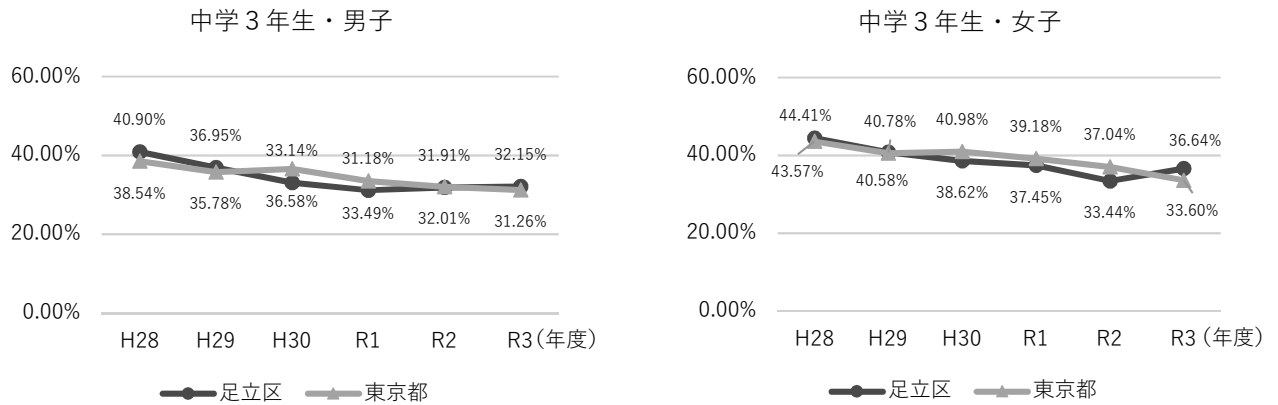 中学３年生・男子
60.00%
40.00%
20.00%
0.00%
40.90%
36.95%
33.14%
31.18%
31.91%
32.15%
38.54%
35.78%
36.58%
33.49%
32.01%
31.26%
H28
H29
H30
R1
R2
R3（年度）
足立区
東京都
中学３年生・女子
60.00%
40.00%
20.00%
0.00%
44.41%
40.78%
40.98%
39.18%
37.04%
36.64%
43.57%
40.58%
38.62%
37.45%
33.44%
33.60%
H28
H29
H30
R1
R2
R3（年度）
足立区
東京都